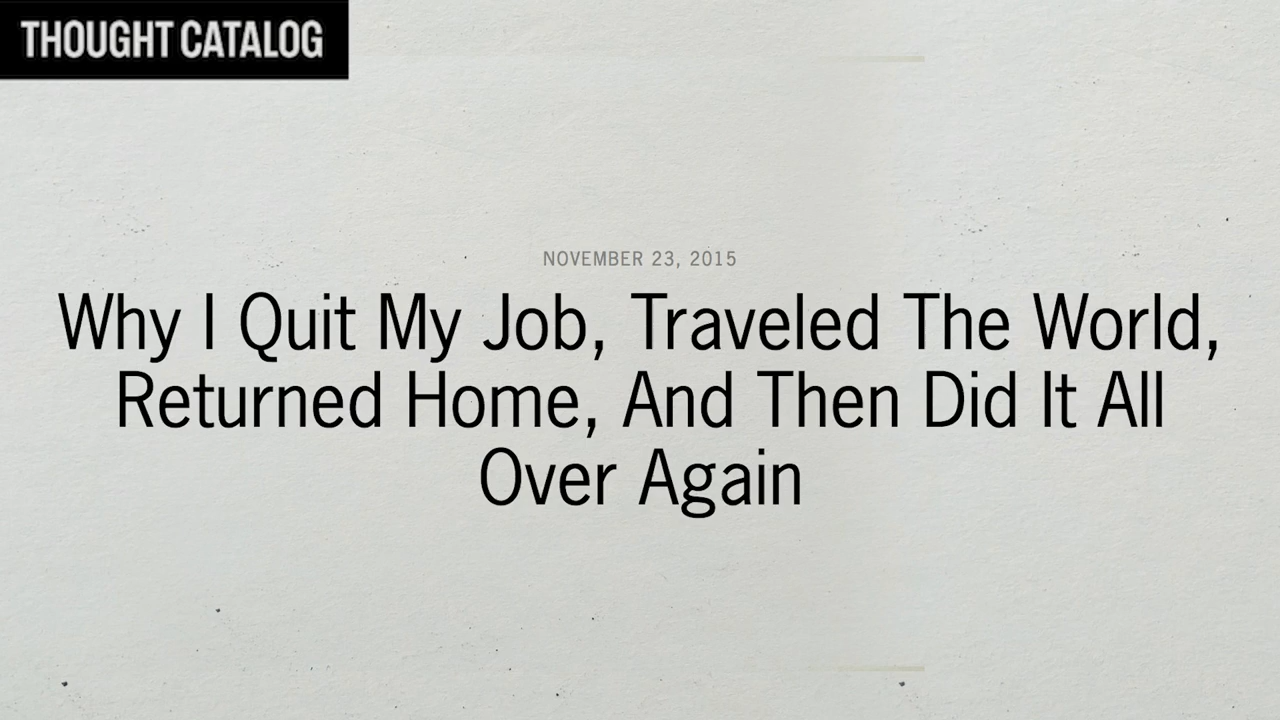 THOUGHT CATALOG
NOVEMBER 23, 2015
Why I Quit My Job, Traveled The World,
Returned Home, And Then Did It All
Over Again